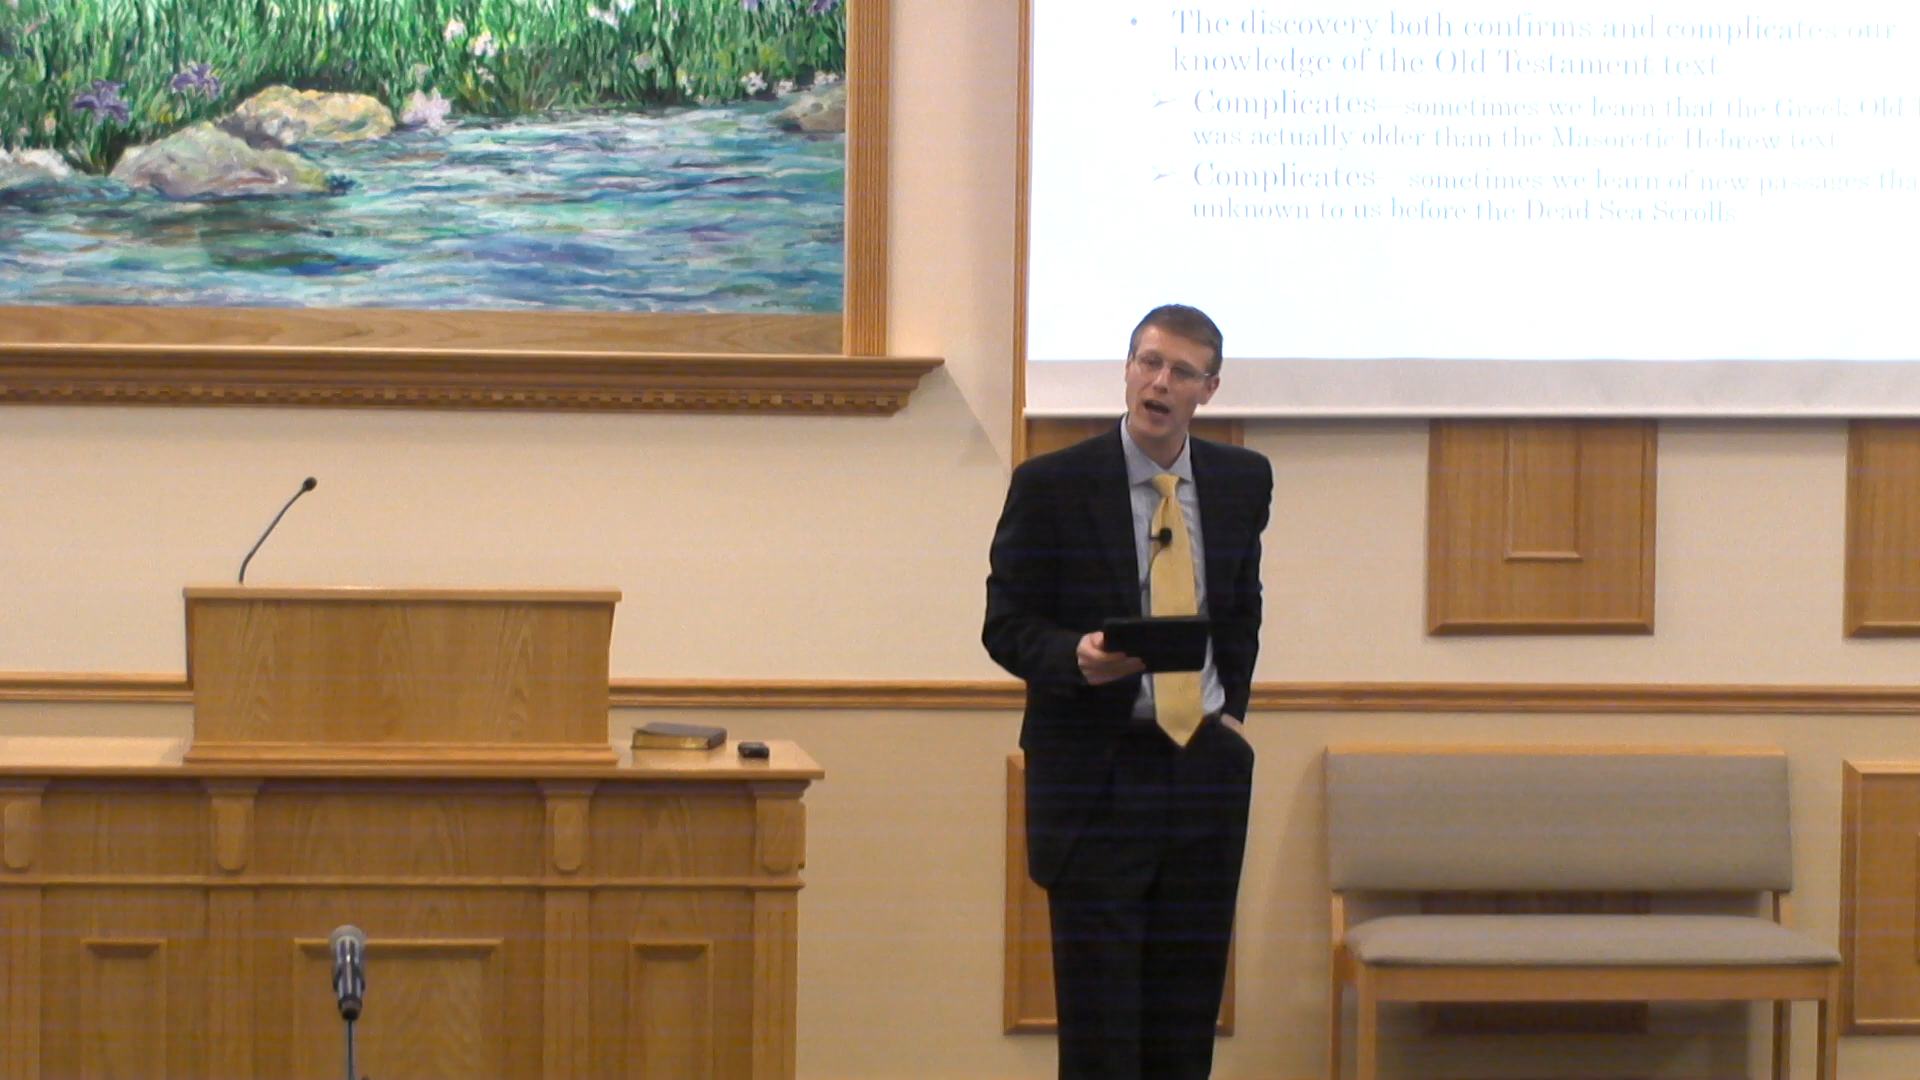 • The discovery both confirms and complicates our
knowledge of the Old Testament text
➢ Complicates—sometimes we learn that the Greek Old
was actually older than the Masoretic Hebrew text
➢ Complicates—sometimes we learn of new passages
unknown to us before the Dead Sea Scrolls